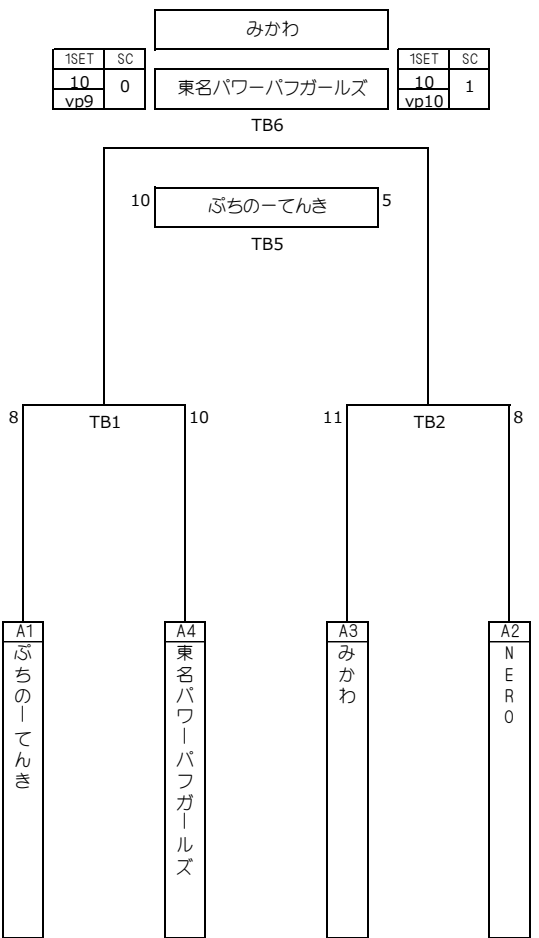 みかわ
1SET SC
10 0
vp9
東名パワーパフガールズ
1SET SC
10 1
vp10
TB6
10 ぷちのーてんき 5
TB5
8 TB1 10
11 TB2 8
A1
ぷちのーてんき
A4
東名パワーパフガールズ
A3
みかわ
A2
NERO